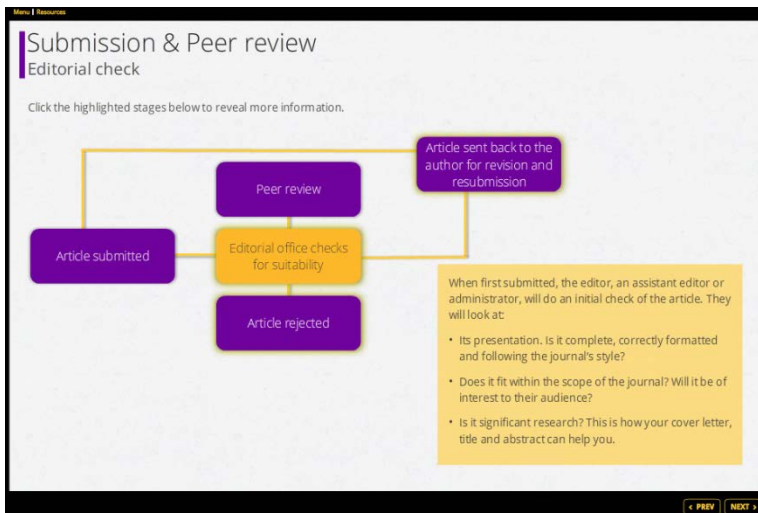 Menu | Resources
Submission & Peer review
Editorial check
Click the highlighted stages below to reveal more information.
Article sent back to the
author for revision and
resubmission
Peer review
Article submitted
Editorial office checks
for suitability
Article rejected
When first submitted, the editor, an assistant editor or
administrator, will do an initial check of the article. They
will look at:
• Its presentation. Is it complete, correctly formatted
and following the journal's style?
• Does it fit within the scope of the journal? Will it be of
interest to their audience?
• Is it significant research? This is how your cover letter,
title and abstract can help you.
< PREV
NEXT >